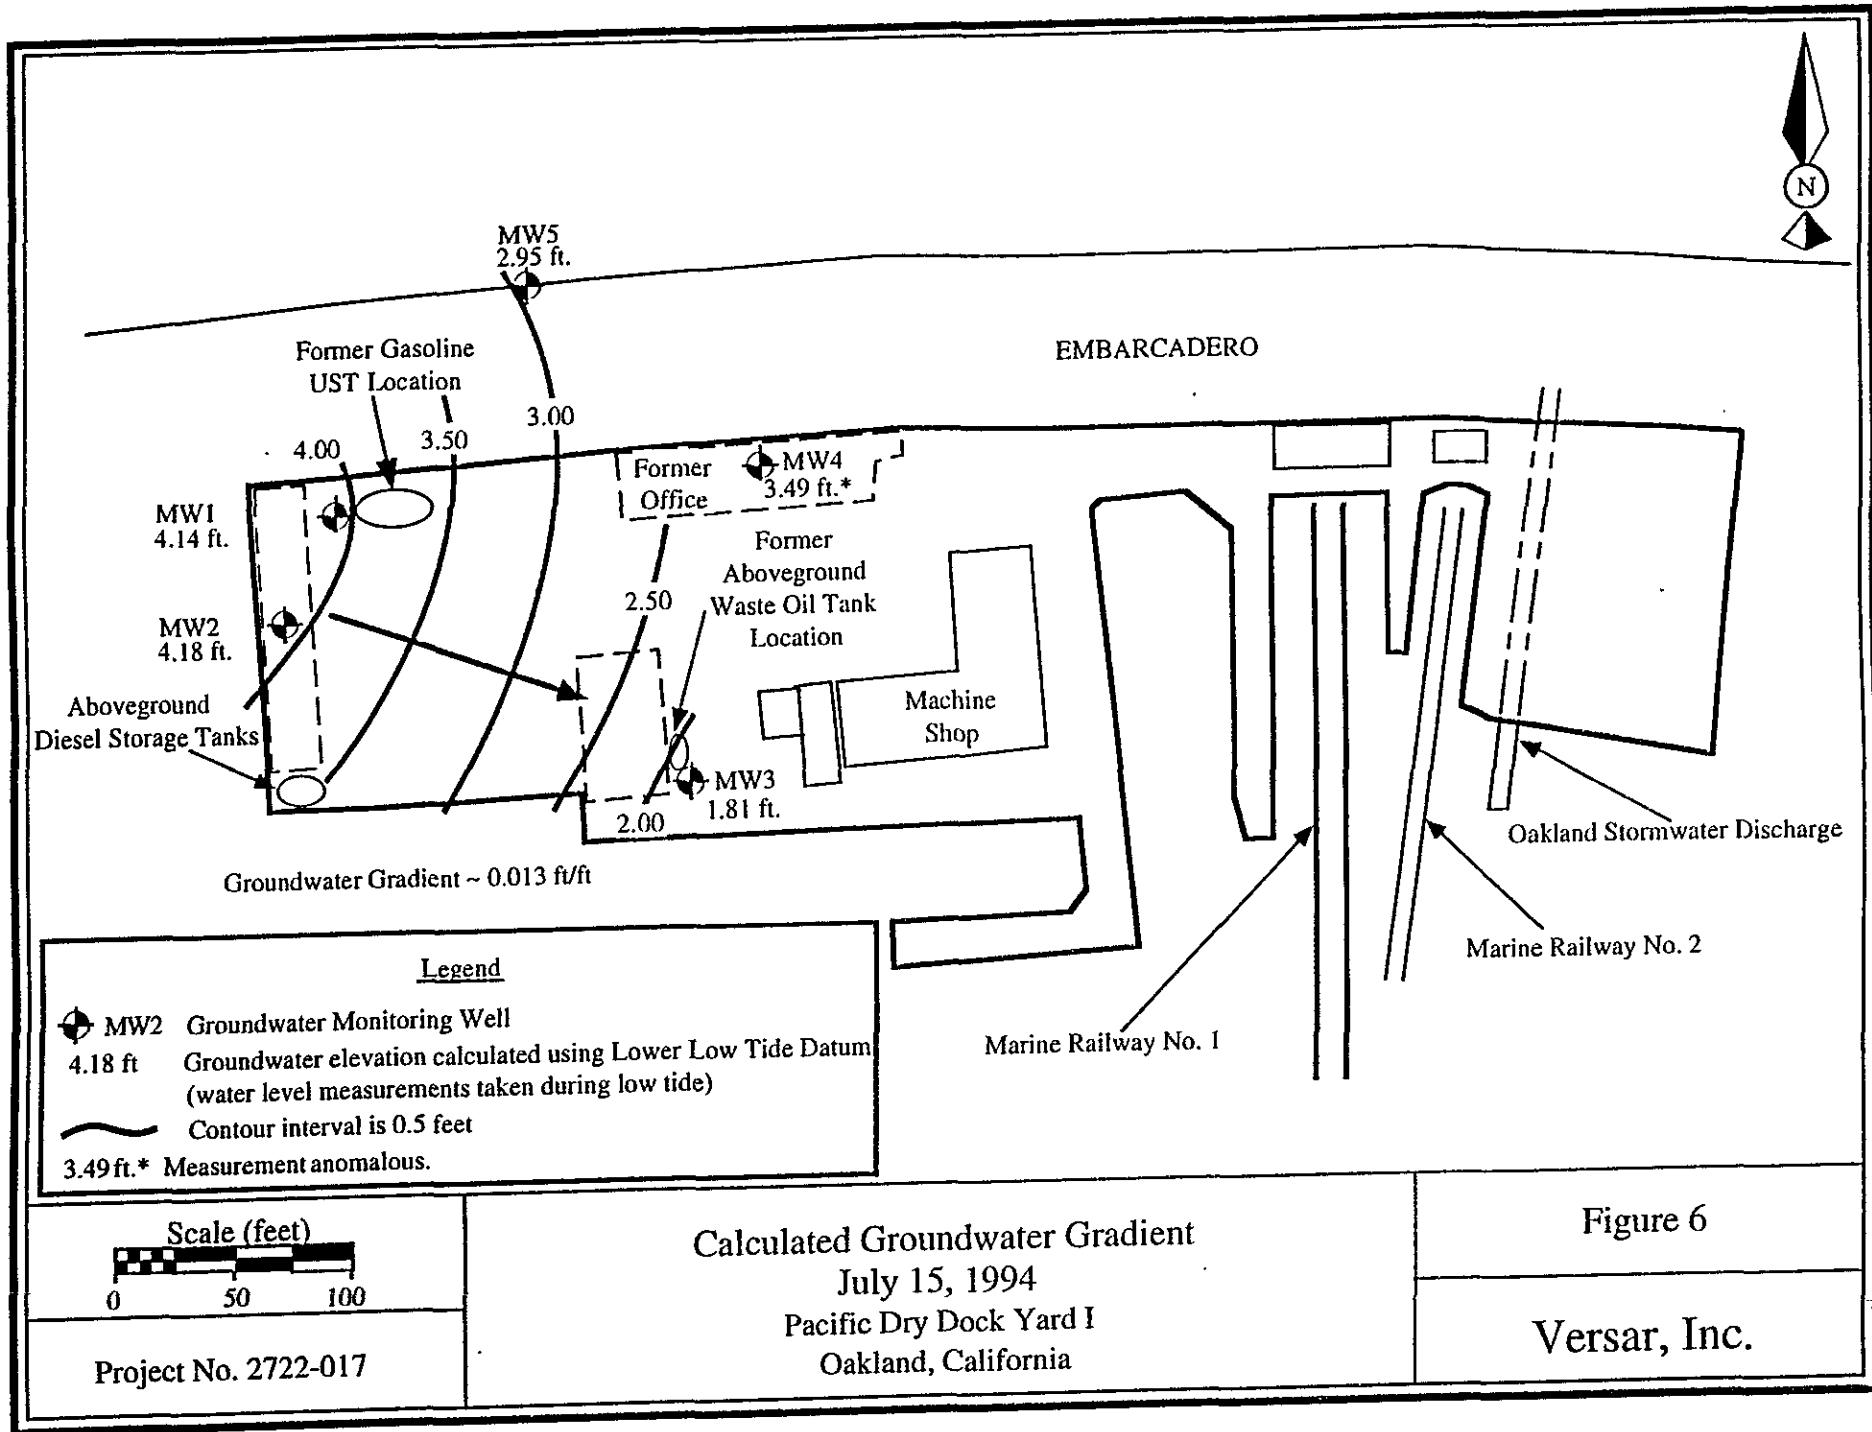 N
MW5
2.95 ft.
EMBARCADERO
Former Gasoline
UST Location
4.00
3.50
3.00
MW1
4.14 ft.
Former
Office
MW4
3.49 ft.*
MW2
4.18 ft.
2.50
Former
Aboveground
Waste Oil Tank
Location
Aboveground
Diesel Storage Tanks
Machine
Shop
MW3
1.81 ft.
2.00
Oakland Stormwater Discharge
Groundwater Gradient ~ 0.013 ft/ft
Marine Railway No. 2
Marine Railway No. 1
Legend
MW2 Groundwater Monitoring Well
4.18 ft Groundwater elevation calculated using Lower Low Tide Datum
(water level measurements taken during low tide)
Contour interval is 0.5 feet
3.49 ft.* Measurement anomalous.
Scale (feet)
0 50 100
Project No. 2722-017
Calculated Groundwater Gradient
July 15, 1994
Pacific Dry Dock Yard I
Oakland, California
Figure 6
Versar, Inc.